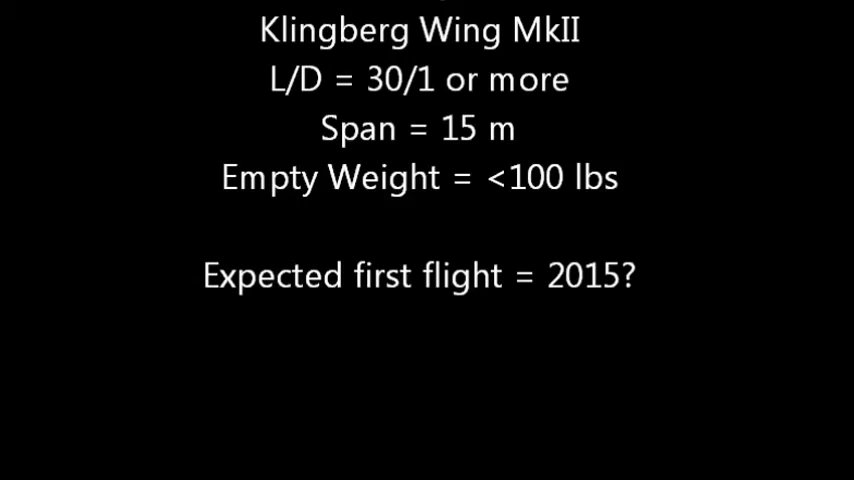 Klingberg Wing MkII
L/D = 30/1 or more
Span = 15 m
Empty Weight = <100 lbs
Expected first flight = 2015?